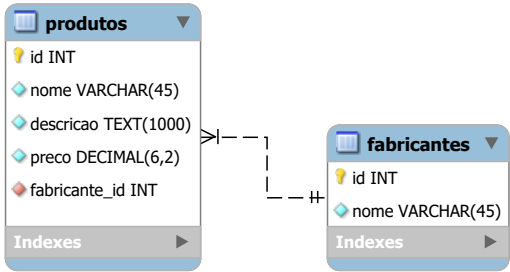 produtos
id INT
nome VARCHAR(45)
descricao TEXT(1000)
preco DECIMAL(6,2)
fabricante_id INT
Indexes
fabricantes
id INT
nome VARCHAR(45)
Indexes